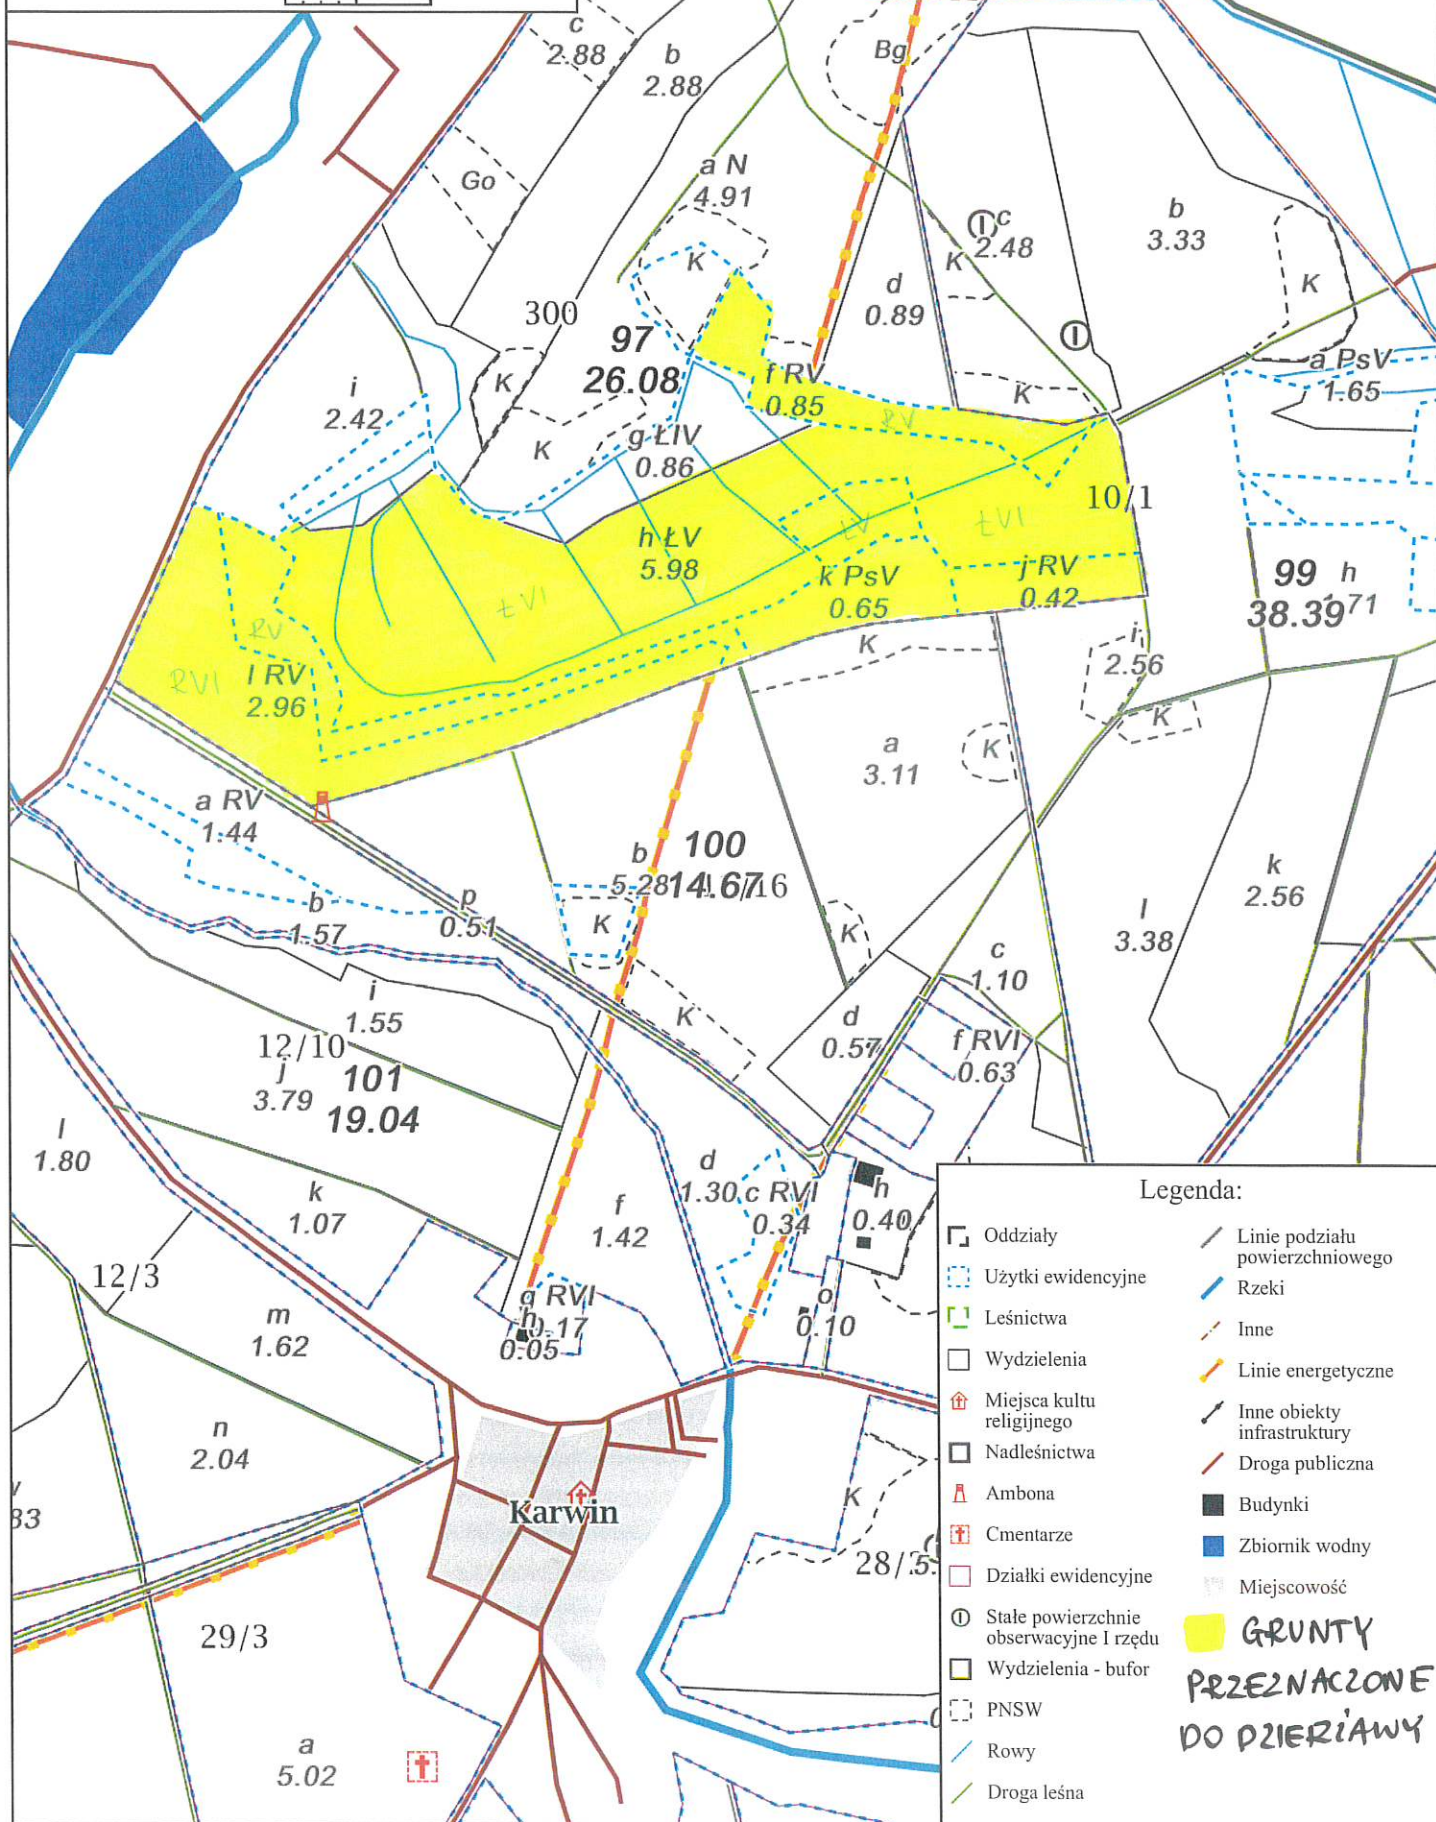 c
2.88
b
2.88
Bg
Go
a N
4.91
K
c
2.48
K
b
3.33
K
d
0.89
300
97
26.08
i
2.42
K
K
f RV
0.85
RV
K
a PsV
1.65
g ŁIV
0.86
10/1
h ŁV
5.98
ŁV
ŁVI
k PsV
0.65
j RV
0.42
99
38.39
h
71
ŁVI
RV
RVI
l RV
2.96
K
i
2.56
K
a
3.11
K
a RV
1.44
b
5.28
100
14.67
16
k
2.56
l
3.38
p
0.51
b
1.57
K
K
c
1.10
i
1.55
K
d
0.57
f RVI
0.63
12/10
j
3.79
101
19.04
l
1.80
k
1.07
d
1.30
c RVI
0.34
h
0.40
f
1.42
12/3
m
1.62
g RVI
0.17
h
0.05
o
0.10
n
2.04
83
Karwin
K
28/
5.
29/3
a
5.02
Legenda:
Oddziały
Użytki ewidencyjne
Leśnictwa
Wydzielenia
Miejsca kultu
religijnego
Nadleśnictwa
Ambona
Cmentarze
Działki ewidencyjne
Stałe powierzchnie
obserwacyjne I rzędu
Wydzielenia - bufor
PNSW
Rowy
Droga leśna
Linie podziału
powierzchniowego
Rzeki
Inne
Linie energetyczne
Inne obiekty
infrastruktury
Droga publiczna
Budynki
Zbiornik wodny
Miejscowość
GRUNTY
PRZEZNACZONE
DO DZIERŻAWY